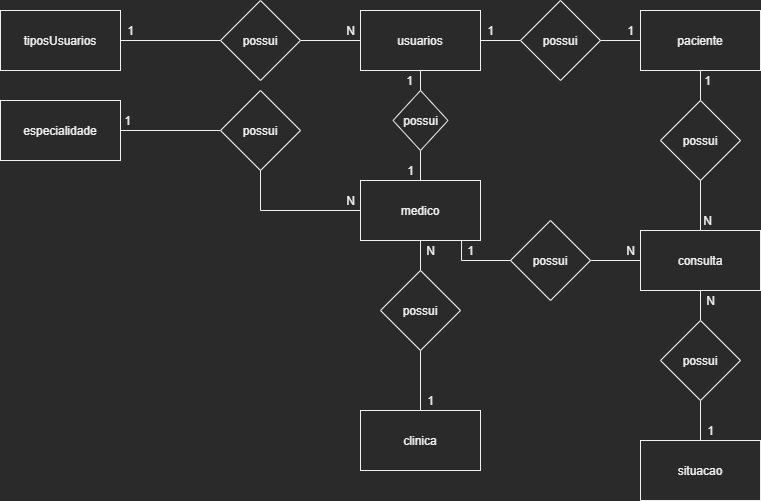 tiposUsuarios
1
possui
N
usuarios
1
possui
1
paciente
especialidade
1
possui
N
1
possui
1
medico
1
possui
N
consulta
N
possui
1
clinica
1
possui
N
N
possui
1
situacao